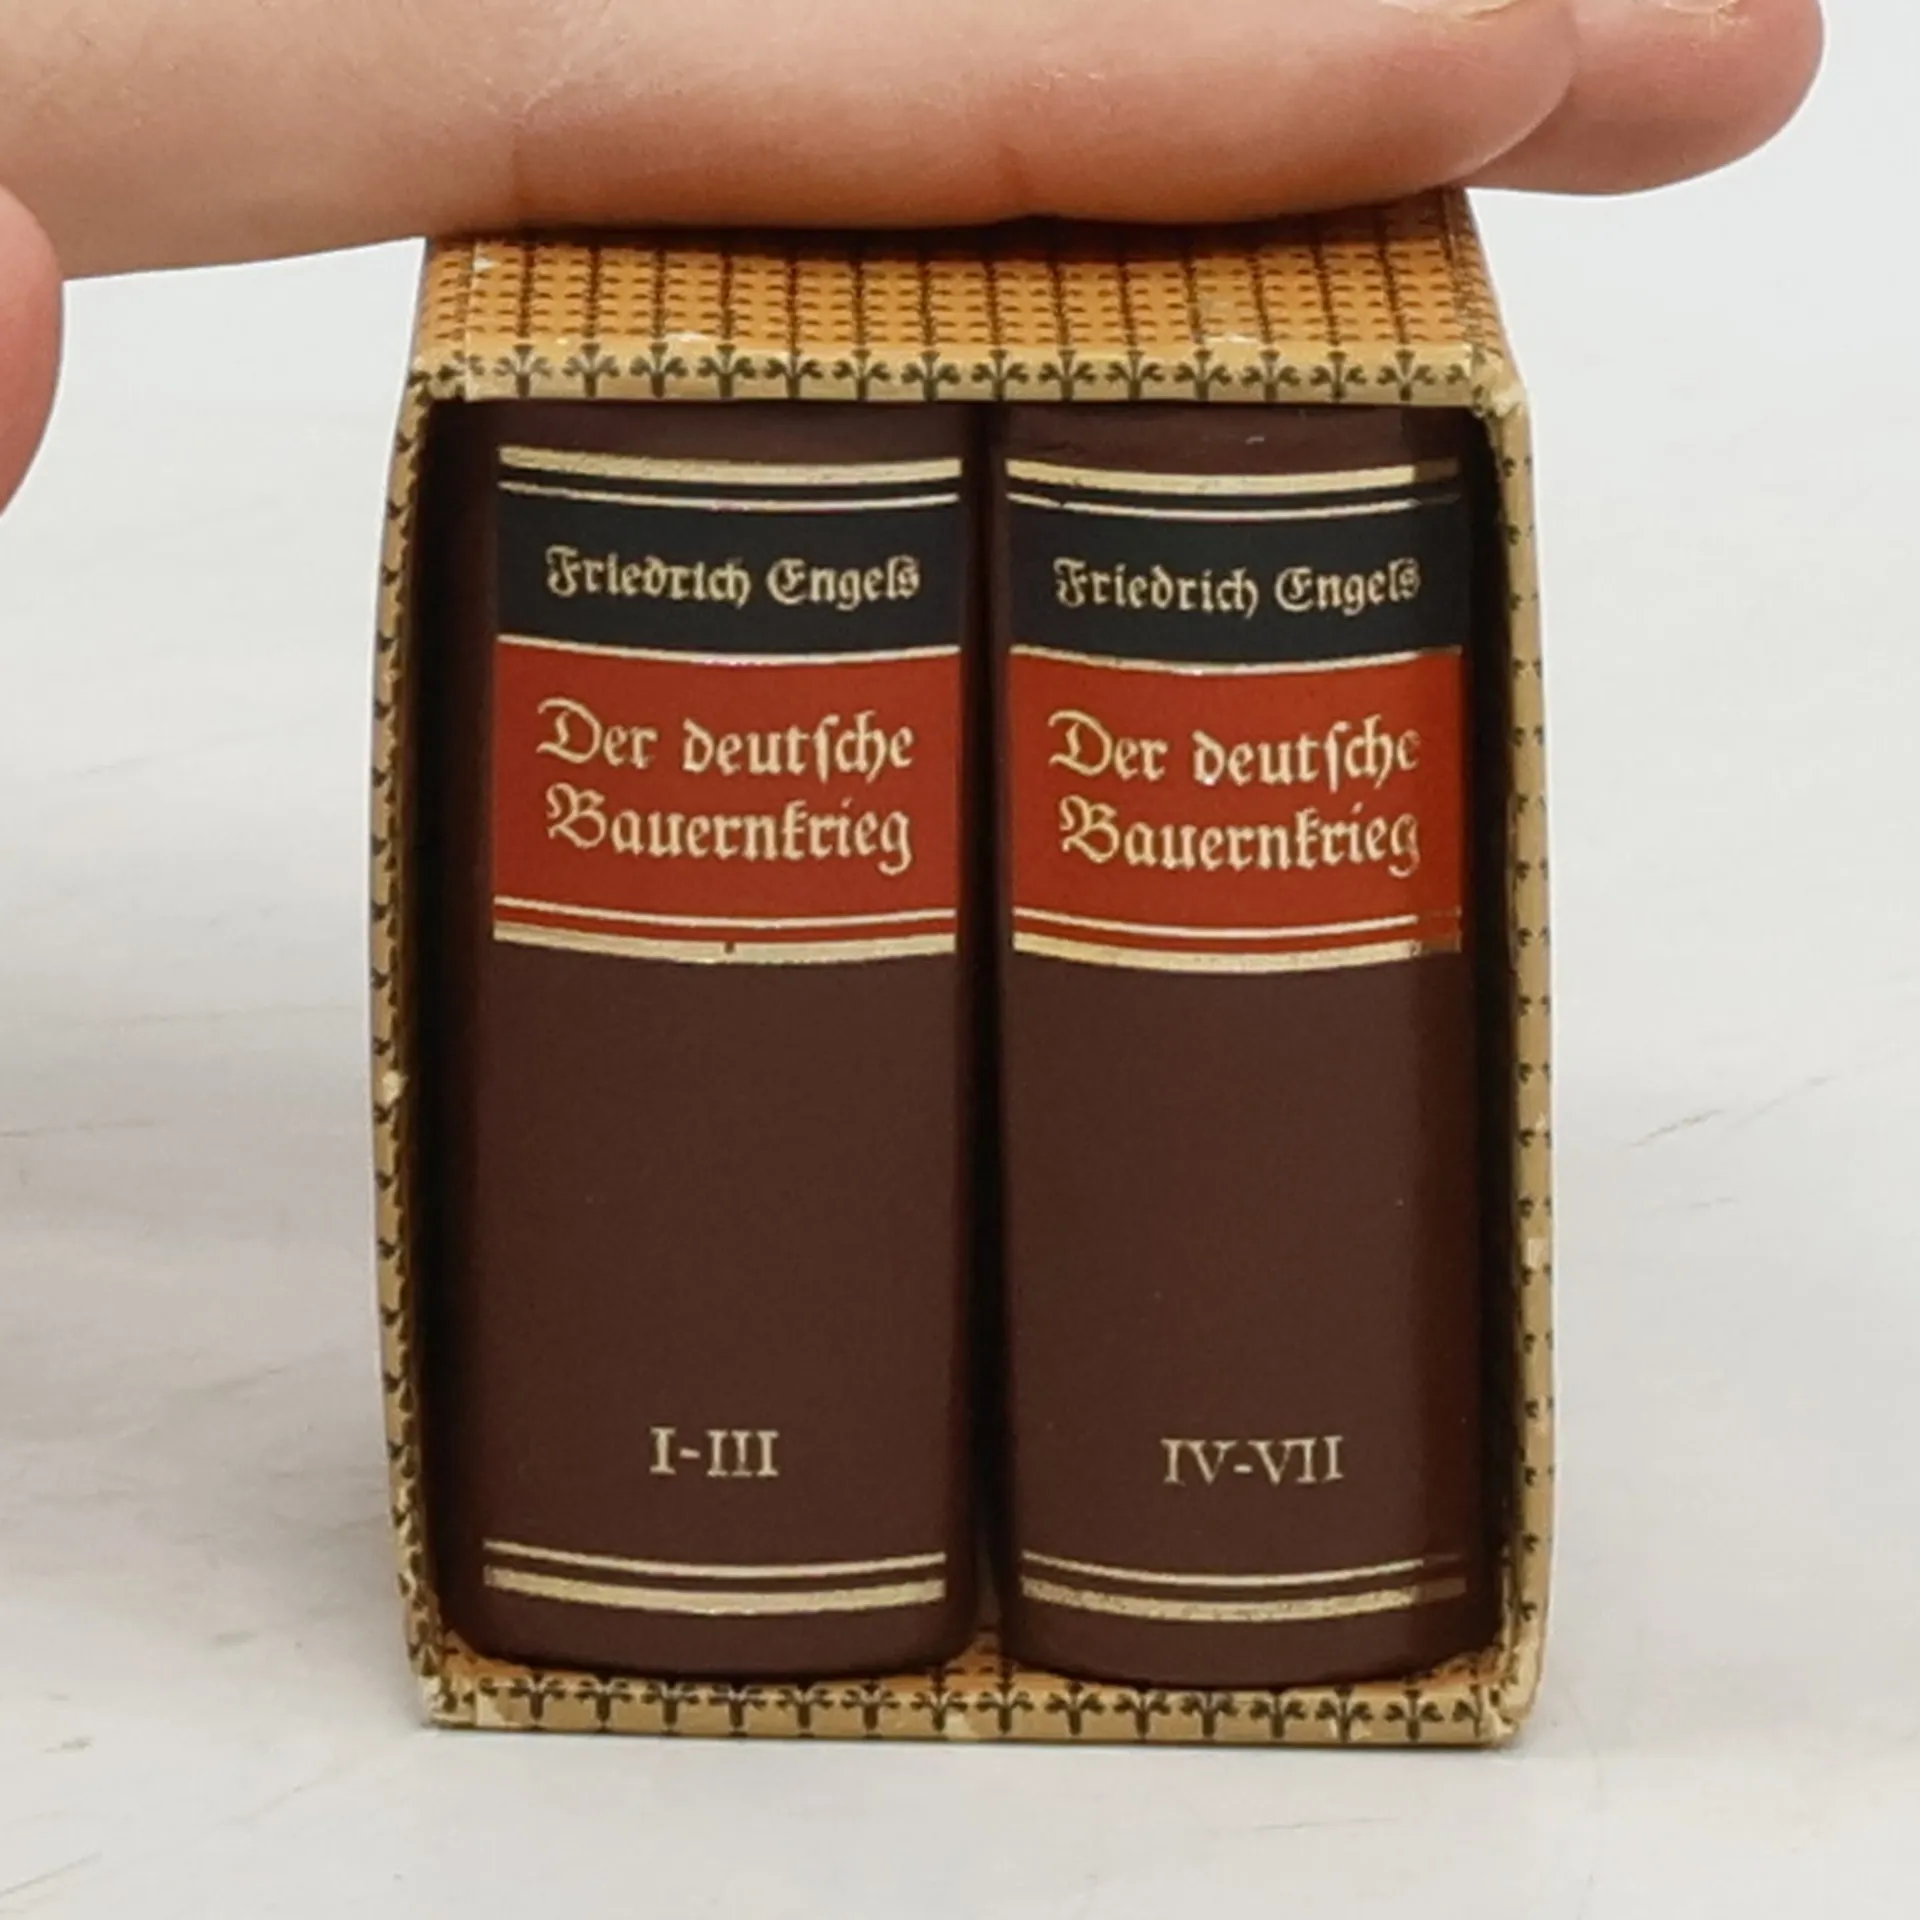 Friedrich Engels
Der deutſche
Bauernkrieg
I-III
Friedrich Engels
Der deutſche
Bauernkrieg
IV-VII